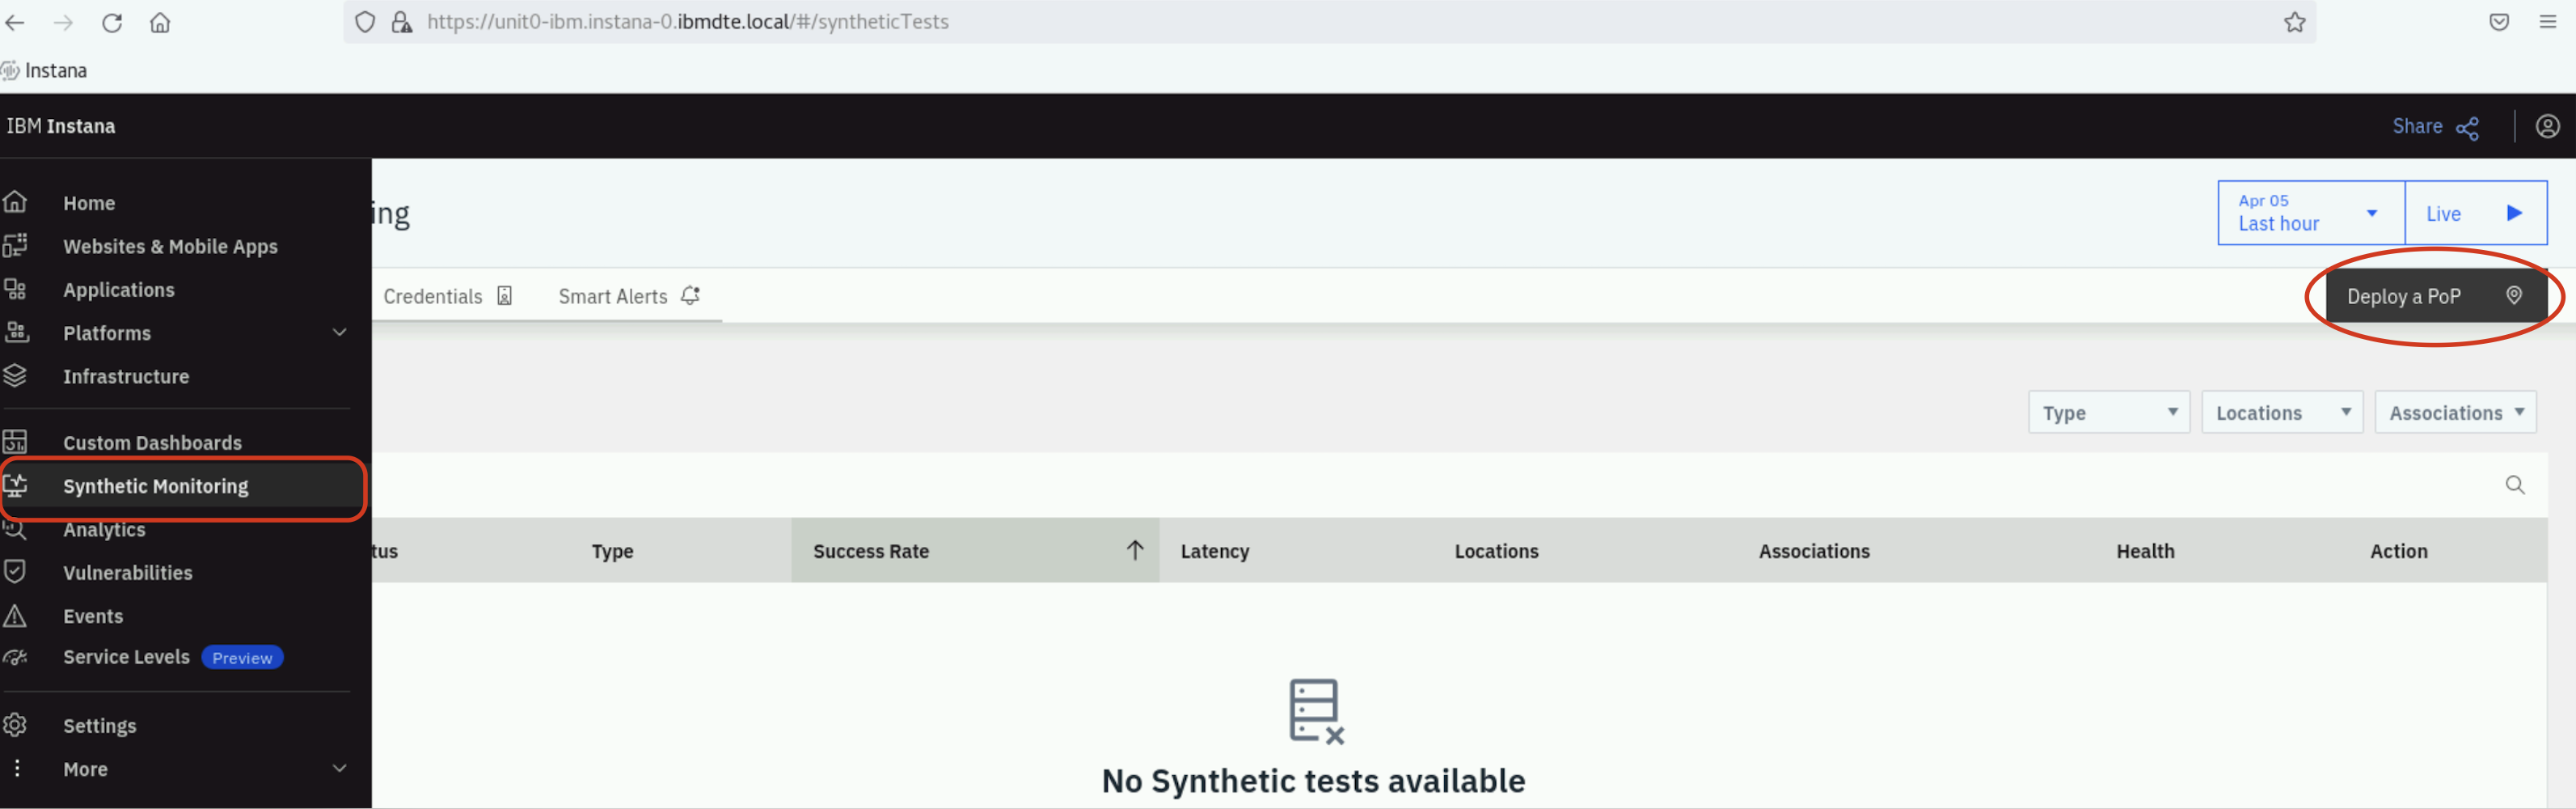 https://unit0-ibm.instana-0.ibmdte.local/#/syntheticTests
Instana
IBM Instana
Share
Home
Websites & Mobile Apps
Applications
Platforms
Infrastructure
Custom Dashboards
Synthetic Monitoring
Analytics
Vulnerabilities
Events
Service Levels Preview
Settings
More
ing
Apr 05
Last hour
Live
Credentials
Smart Alerts
Deploy a PoP
Type
Locations
Associations
tus Type Success Rate Latency Locations Associations Health Action
No Synthetic tests available